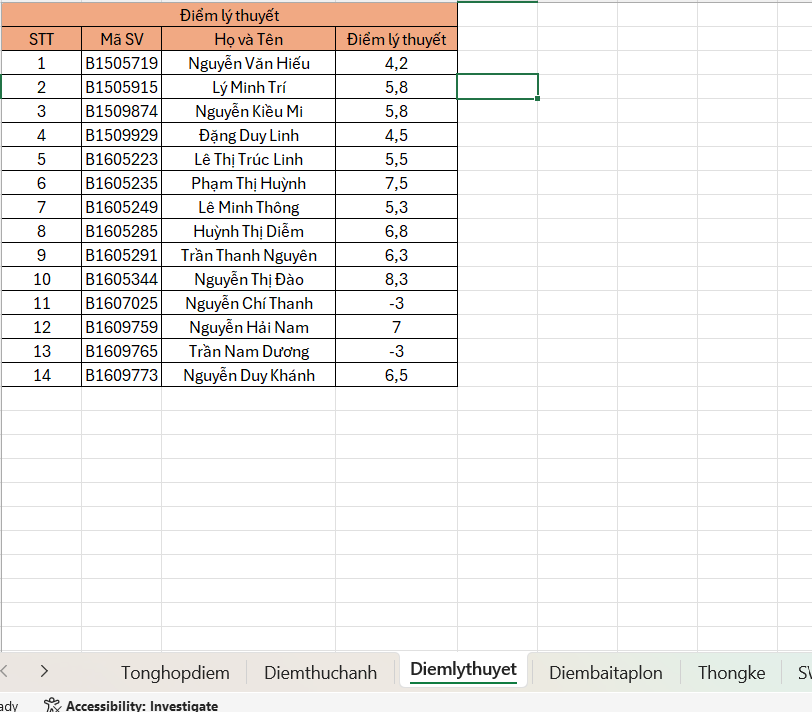 Điểm lý thuyết
STT Mã SV Họ và Tên Điểm lý thuyết
1 B1505719 Nguyễn Văn Hiếu 4,2
2 B1505915 Lý Minh Trí 5,8
3 B1509874 Nguyễn Kiều Mi 5,8
4 B1509929 Đặng Duy Linh 4,5
5 B1605223 Lê Thị Trúc Linh 5,5
6 B1605235 Phạm Thị Huỳnh 7,5
7 B1605249 Lê Minh Thông 5,3
8 B1605285 Huỳnh Thị Diễm 6,8
9 B1605291 Trần Thanh Nguyên 6,3
10 B1605344 Nguyễn Thị Đào 8,3
11 B1607025 Nguyễn Chí Thanh -3
12 B1609759 Nguyễn Hải Nam 7
13 B1609765 Trần Nam Dương -3
14 B1609773 Nguyễn Duy Khánh 6,5
Tonghopdiem Diemthuchanh Diemlythuyet Diembaitaplon Thongke
Accessibility: Investigate